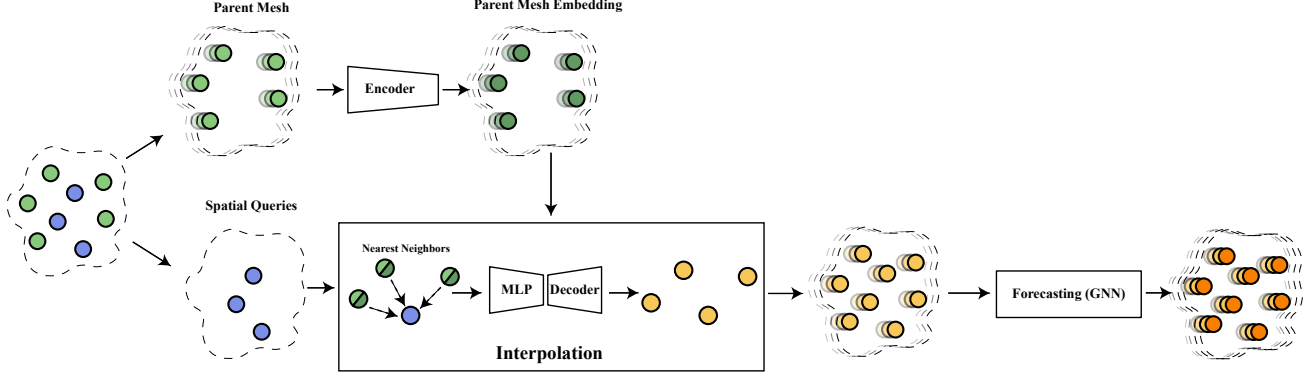 Parent Mesh
Parent Mesh Embedding
Encoder
Spatial Queries
Nearest Neighbors
MLP
Decoder
Interpolation
Forecasting (GNN)